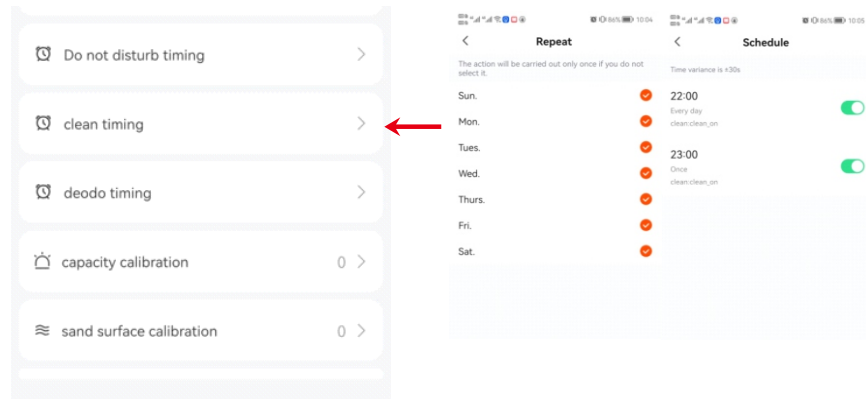 Do not disturb timing
clean timing
deodo timing
capacity calibration 0
sand surface calibration 0
86% 10:04
Repeat
The action will be carried out only once if you do not
select it.
Sun.
Mon.
Tues.
Wed.
Thurs.
Fri.
Sat.
86% 10:05
Schedule
Time variance is ±30s
22:00
Every day
clean:clean_on
23:00
Once
clean:clean_on